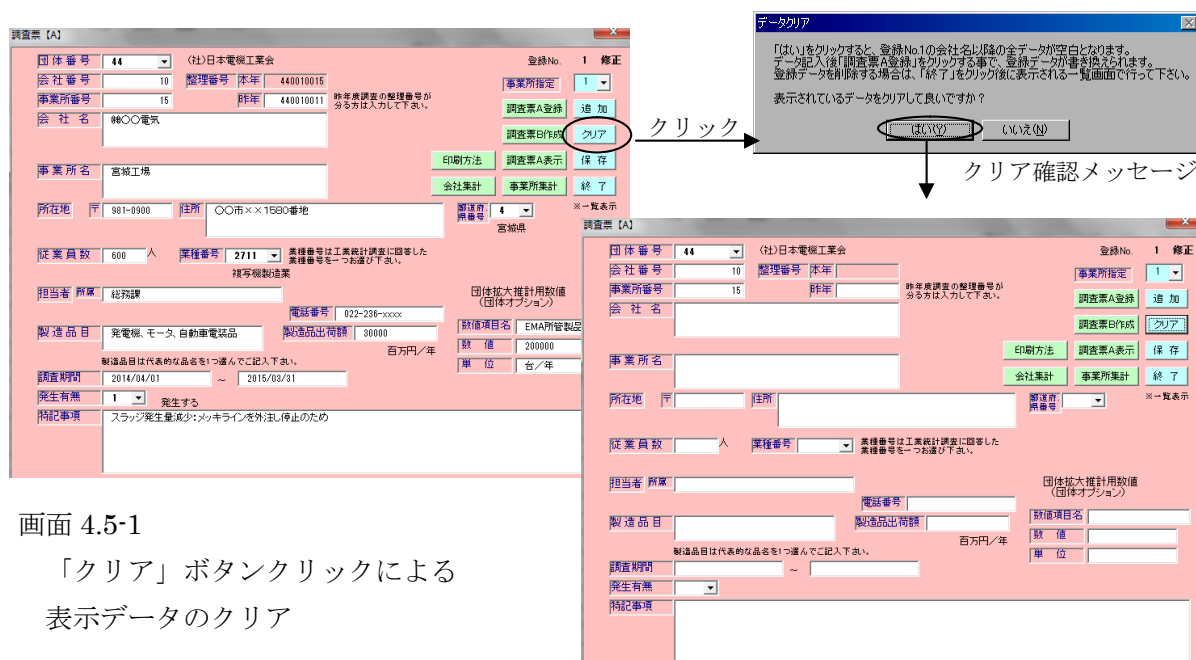 調査票【A】
団体番号 44 (社)日本電機工業会 登録No. 1 修正
会社番号 10 整理番号 本年 440010015 事業所指定 1
事業所番号 15 昨年 440010011 昨年度調査の整理番号が
分る方は入力して下さい。
調査票A登録 追加
会社名 ㈱〇〇電気
調査票B作成 クリア
印刷方法 調査票A表示 保存
事業所名 宮城工場
会社集計 事業所集計 終了
所在地 〒 981-0900 住所 〇〇市××1580番地 都道府県番号 4 ※一覧表示
宮城県
従業員数 600 人 業種番号 2711 業種番号は工業統計調査に回答した
業種番号を一つお選び下さい。
複写機製造業
担当者 所属 総務課 団体拡大推計用数値
(団体オプション)
電話番号 022-236-xxxx
製造品目 発電機、モータ、自動車電装品 製造品出荷額 30000 数値項目名 EMA所管製品
百万円/年 数値 200000
製造品目は代表的な品名を1つ選んでご記入下さい。 単位 台/年
調査期間 2014/04/01 ~ 2015/03/31
発生有無 1 発生する
特記事項 スラッジ発生量減少:メッキラインを外注し停止のため
クリック
データクリア
「はい」をクリックすると、登録No.1の会社名以降の全データが空白となります。
データ記入後「調査票A登録」をクリックする事で、登録データが書き換えられます。
登録データを削除する場合は、「終了」をクリック後に表示される一覧画面で行って下さい。
表示されているデータをクリアして良いですか?
はい(Y) いいえ(N)
クリア確認メッセージ
調査票【A】
団体番号 44 (社)日本電機工業会 登録No. 1 修正
会社番号 10 整理番号 本年 事業所指定 1
事業所番号 15 昨年 昨年度調査の整理番号が
分る方は入力して下さい。
調査票A登録 追加
会社名
調査票B作成 クリア
印刷方法 調査票A表示 保存
事業所名
会社集計 事業所集計 終了
所在地 〒 住所 都道府県番号 ※一覧表示
従業員数 人 業種番号 業種番号は工業統計調査に回答した
業種番号を一つお選び下さい。
担当者 所属 団体拡大推計用数値
(団体オプション)
電話番号
製造品目 製造品出荷額 数値項目名
百万円/年 数値
製造品目は代表的な品名を1つ選んでご記入下さい。 単位
調査期間 ~
発生有無
特記事項
画面 4.5-1
「クリア」ボタンクリックによる
表示データのクリア